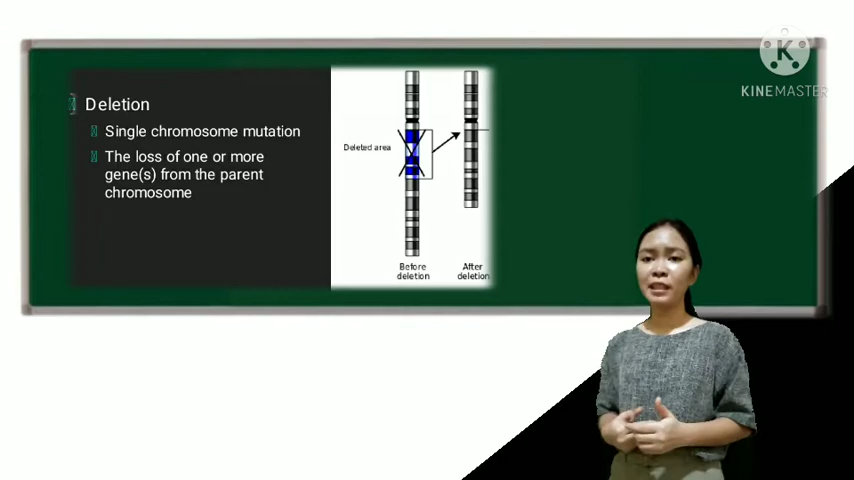 K
KINEMASTER
Deletion
Single chromosome mutation
The loss of one or more
gene(s) from the parent
chromosome
Deleted area
Before
deletion
After
deletion